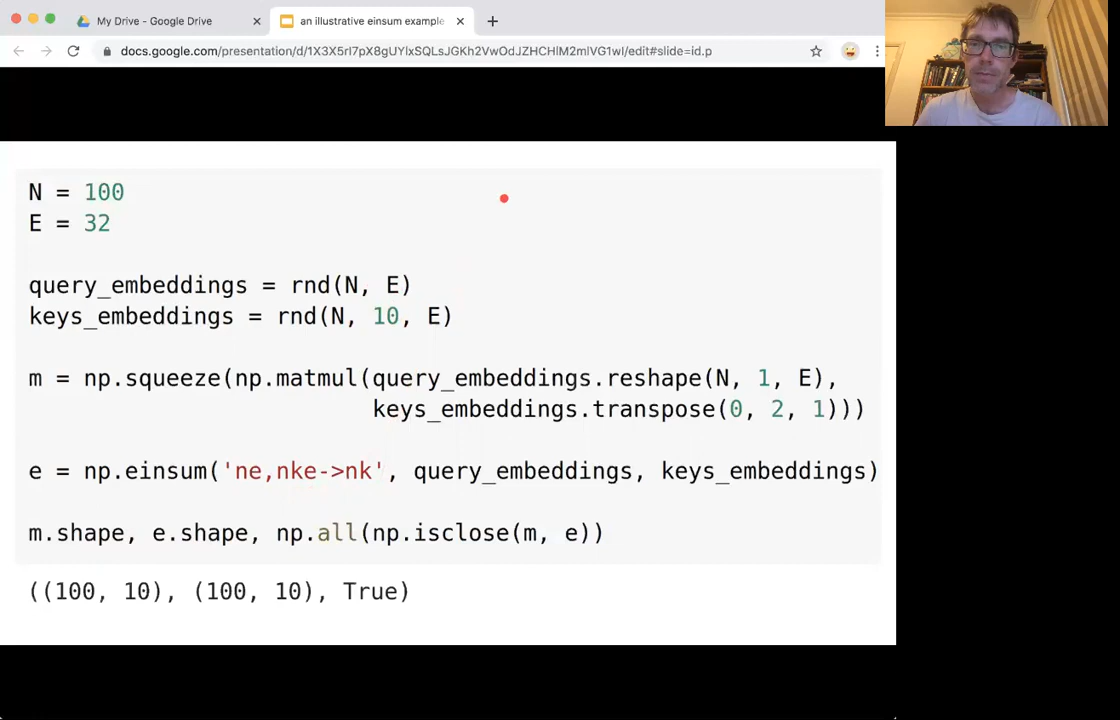 My Drive - Google Drive
an illustrative einsum example
docs.google.com/presentation/d/1X3X5rI7pX8gUYlxSQLsJGKh2VwOdJZHChlM2mlVG1wI/edit#slide=id.p
N = 100
E = 32
query_embeddings = rnd(N, E)
keys_embeddings = rnd(N, 10, E)
m = np.squeeze(np.matmul(query_embeddings.reshape(N, 1, E),
keys_embeddings.transpose(0, 2, 1)))
e = np.einsum('ne,nke->nk', query_embeddings, keys_embeddings)
m.shape, e.shape, np.all(np.isclose(m, e))
((100, 10), (100, 10), True)